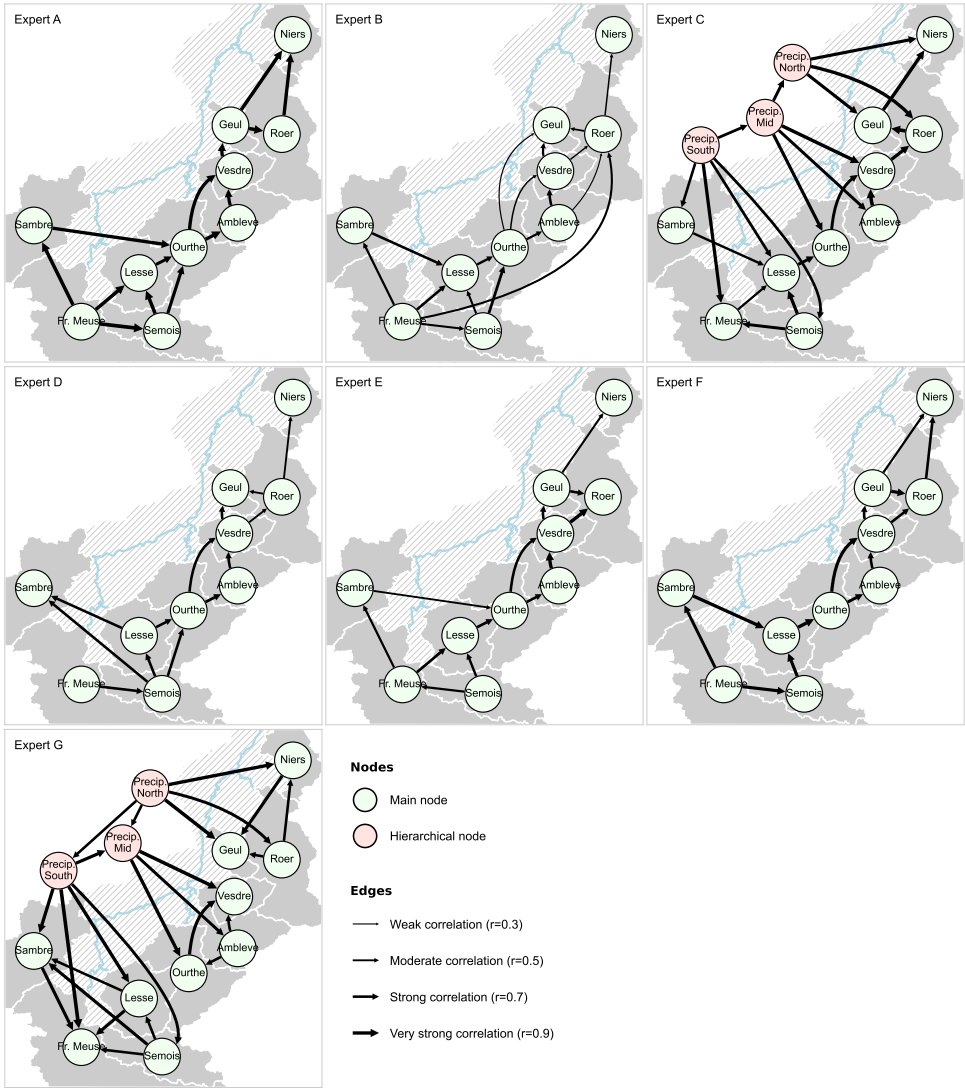 Expert A
Niers
Geul
Roer
Vesdre
Ambleve
Sambre
Ourthe
Lesse
Fr. Meuse
Semois
Expert B
Niers
Geul
Roer
Vesdre
Ambleve
Sambre
Ourthe
Lesse
Fr. Meuse
Semois
Expert C
Niers
Precip.
North
Precip.
Mid
Precip.
South
Geul
Roer
Vesdre
Ambleve
Sambre
Ourthe
Lesse
Fr. Meuse
Semois
Expert D
Niers
Geul
Roer
Vesdre
Ambleve
Sambre
Ourthe
Lesse
Fr. Meuse
Semois
Expert E
Niers
Geul
Roer
Vesdre
Ambleve
Sambre
Ourthe
Lesse
Fr. Meuse
Semois
Expert F
Niers
Geul
Roer
Vesdre
Ambleve
Sambre
Ourthe
Lesse
Fr. Meuse
Semois
Expert G
Niers
Precip.
North
Precip.
Mid
Precip.
South
Geul
Roer
Vesdre
Ambleve
Sambre
Ourthe
Lesse
Fr. Meuse
Semois
Nodes
Main node
Hierarchical node
Edges
Weak correlation (r=0.3)
Moderate correlation (r=0.5)
Strong correlation (r=0.7)
Very strong correlation (r=0.9)